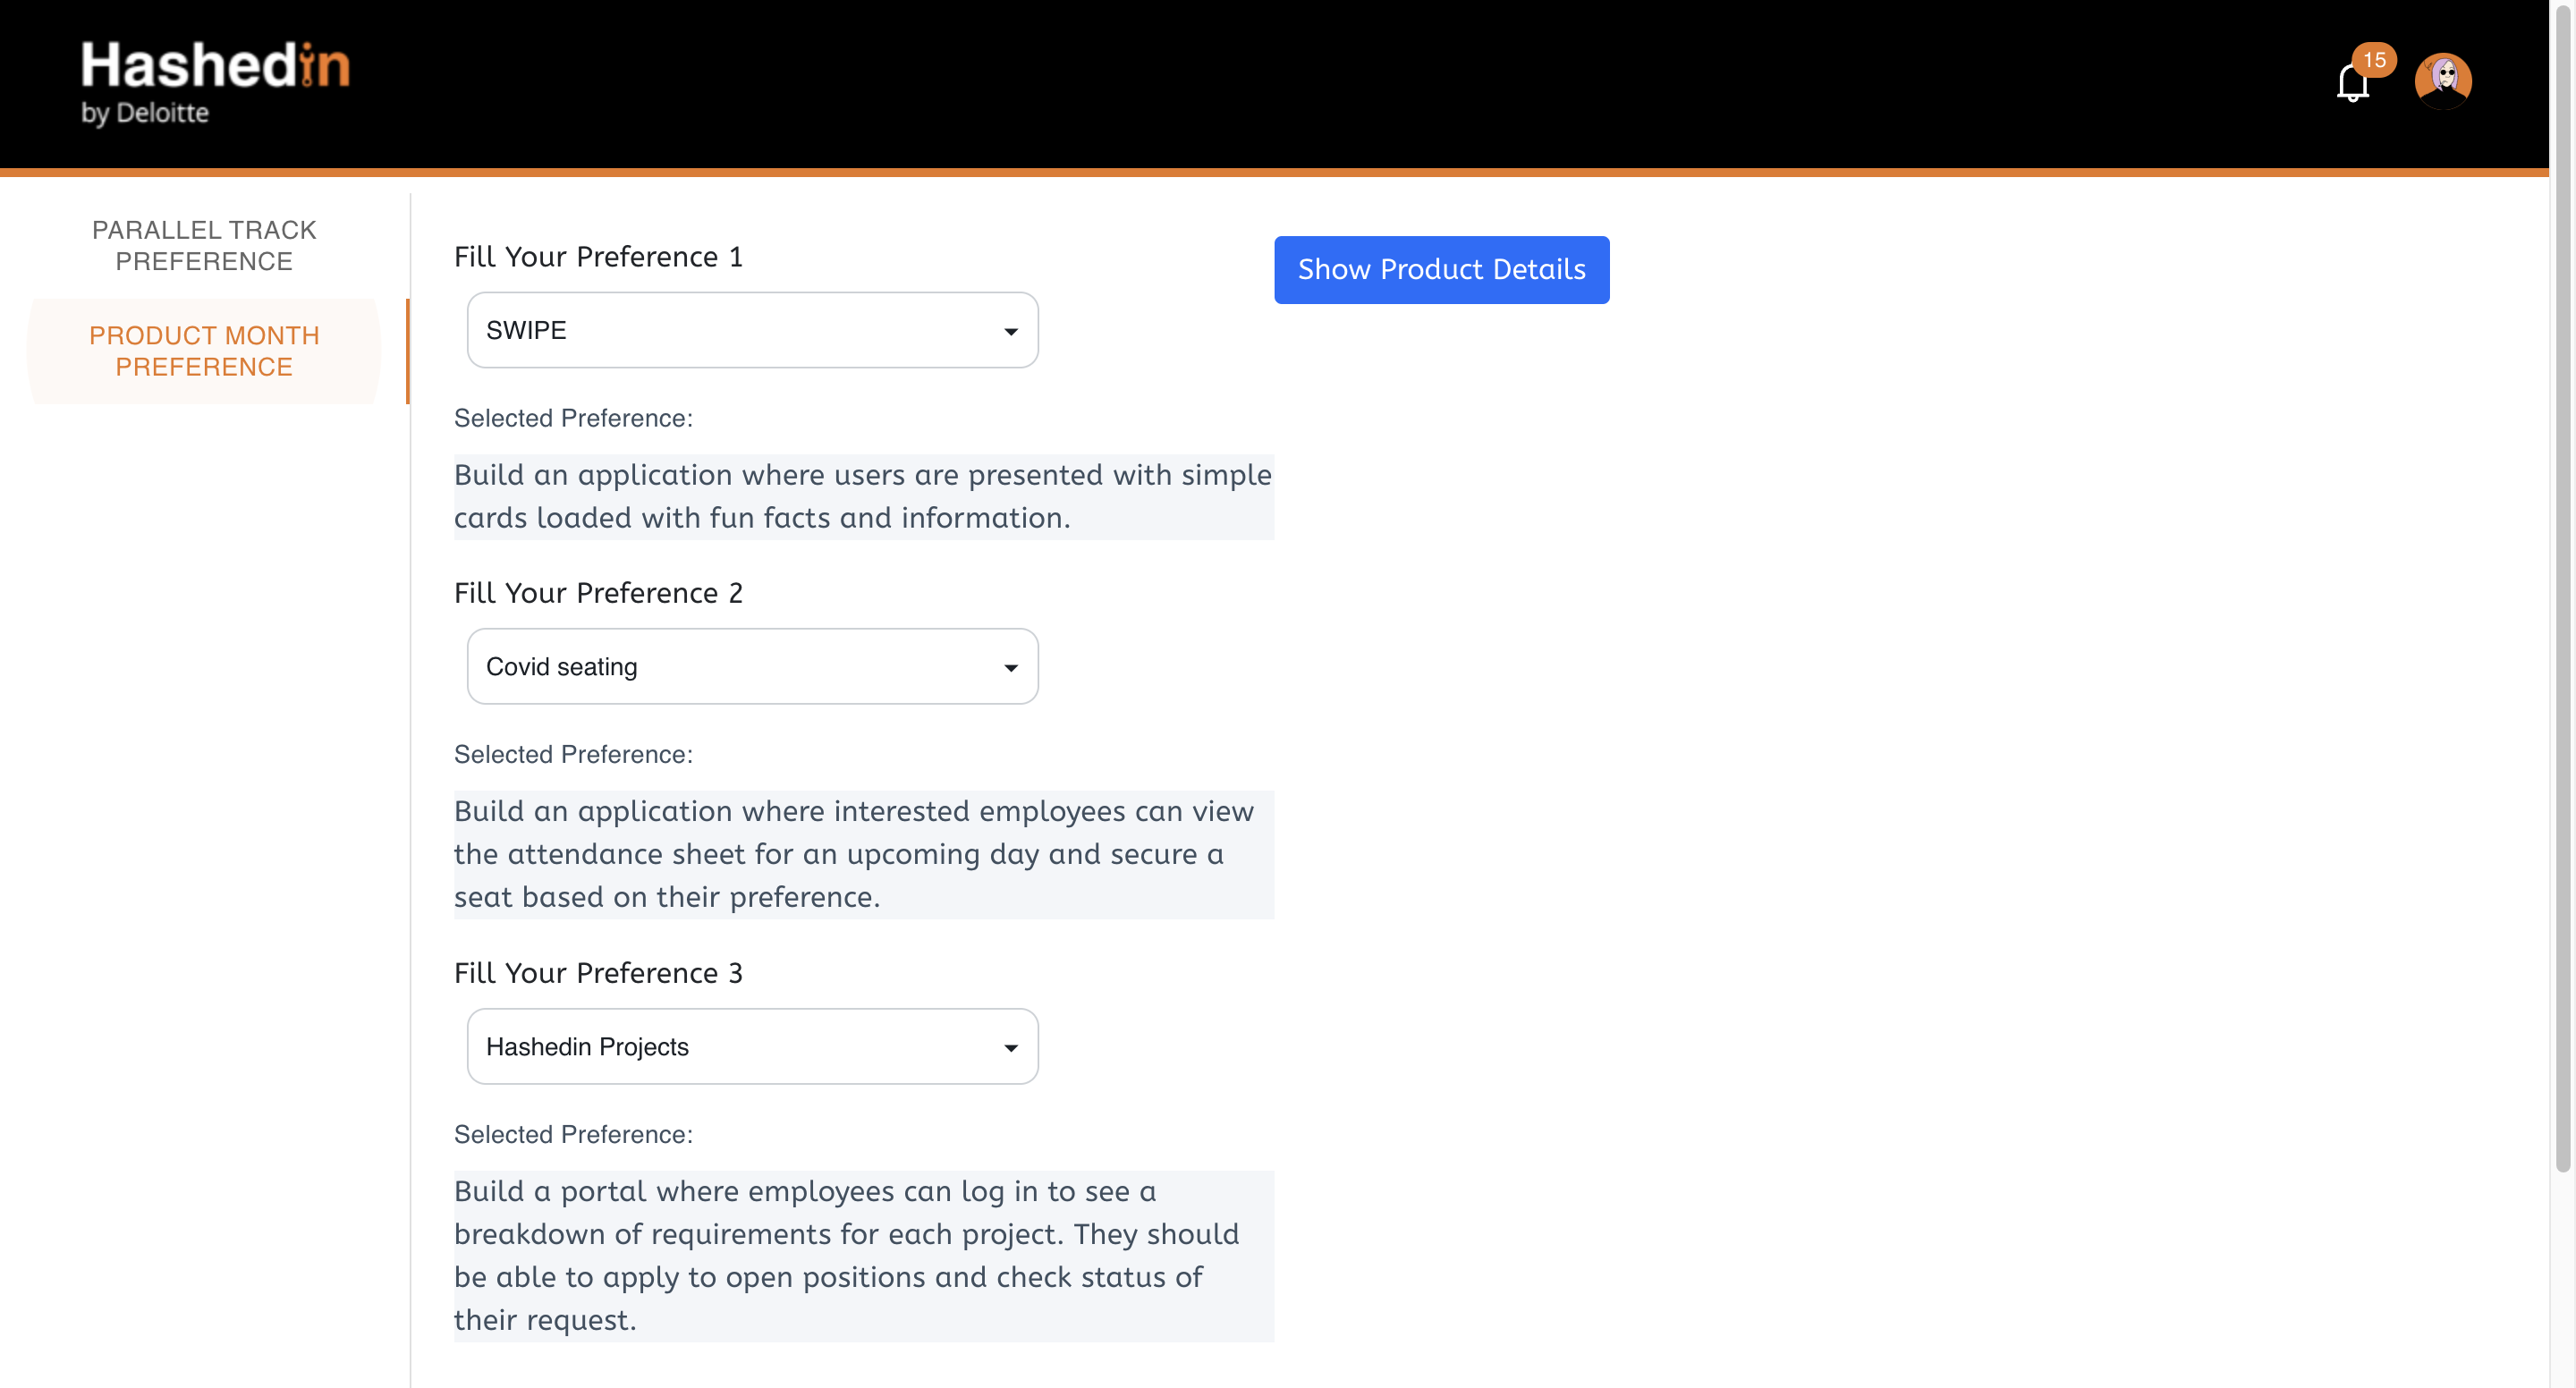 Hashedin
by Deloitte
15
PARALLEL TRACK
PREFERENCE
PRODUCT MONTH
PREFERENCE
Fill Your Preference 1
SWIPE
Show Product Details
Selected Preference:
Build an application where users are presented with simple
cards loaded with fun facts and information.
Fill Your Preference 2
Covid seating
Selected Preference:
Build an application where interested employees can view
the attendance sheet for an upcoming day and secure a
seat based on their preference.
Fill Your Preference 3
Hashedin Projects
Selected Preference:
Build a portal where employees can log in to see a
breakdown of requirements for each project. They should
be able to apply to open positions and check status of
their request.